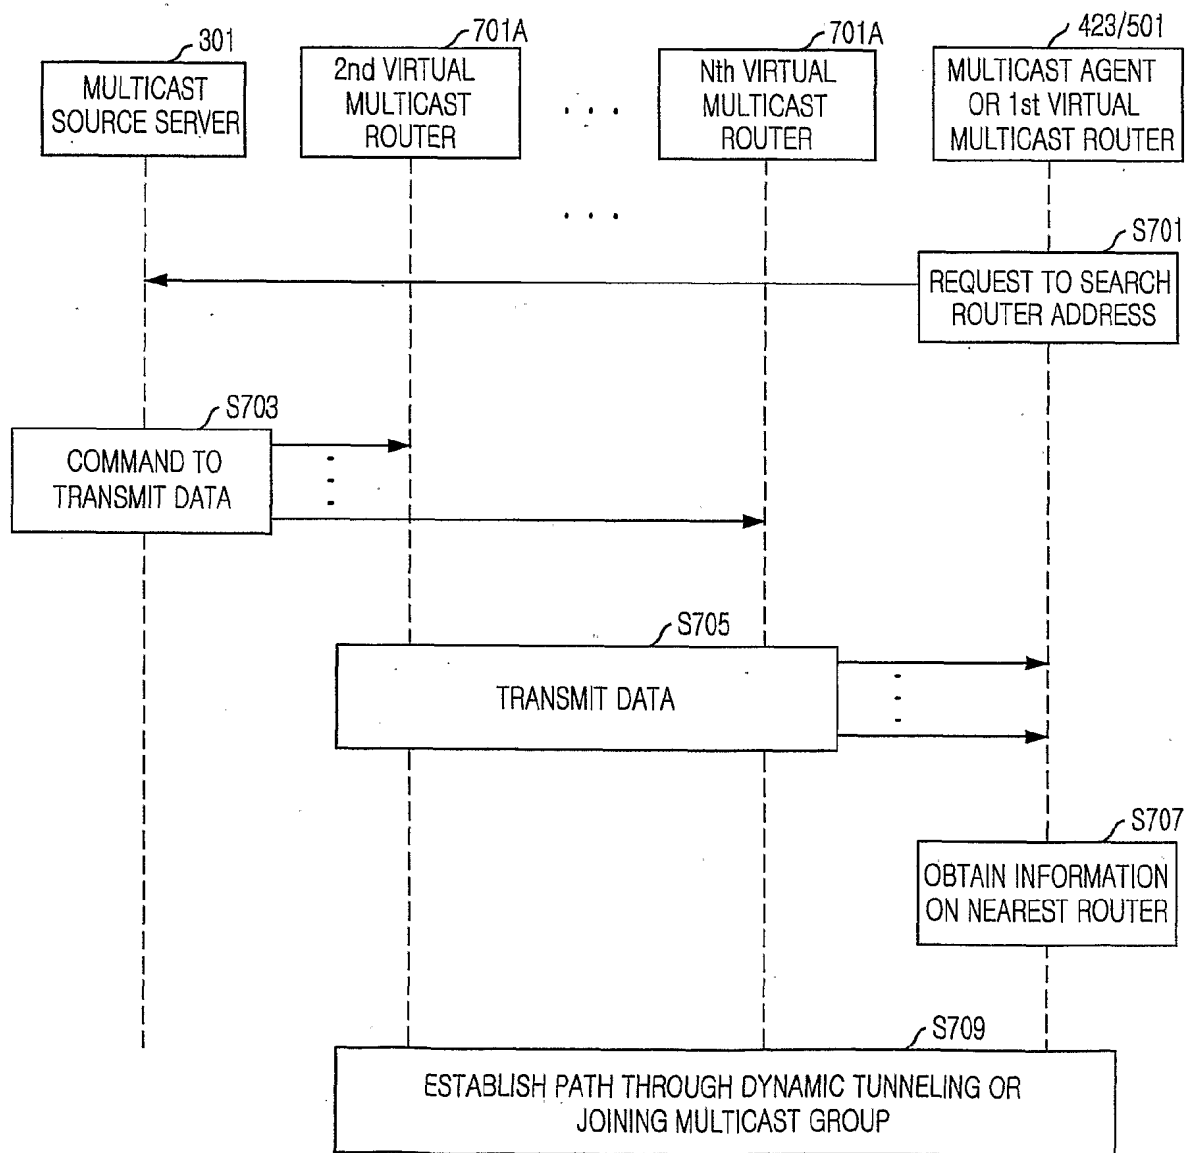 301
MULTICAST
SOURCE SERVER
701A
2nd VIRTUAL
MULTICAST
ROUTER
. . .
701A
Nth VIRTUAL
MULTICAST
ROUTER
423/501
MULTICAST AGENT
OR 1st VIRTUAL
MULTICAST ROUTER
. . .
S701
REQUEST TO SEARCH
ROUTER ADDRESS
S703
COMMAND TO
TRANSMIT DATA
S705
TRANSMIT DATA
S707
OBTAIN INFORMATION
ON NEAREST ROUTER
S709
ESTABLISH PATH THROUGH DYNAMIC TUNNELING OR
JOINING MULTICAST GROUP